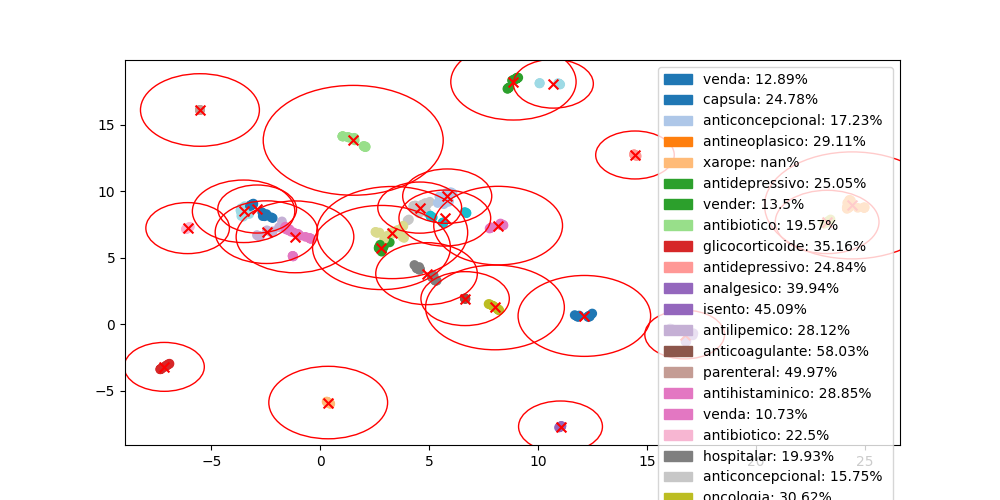 15
10
5
0
−5
−5
0
5
10
15
20
25
venda: 12.89%
capsula: 24.78%
anticoncepcional: 17.23%
antineoplasico: 29.11%
xarope: nan%
antidepressivo: 25.05%
vender: 13.5%
antibiotico: 19.57%
glicocorticoide: 35.16%
antidepressivo: 24.84%
analgesico: 39.94%
isento: 45.09%
antilipemico: 28.12%
anticoagulante: 58.03%
parenteral: 49.97%
antihistaminico: 28.85%
venda: 10.73%
antibiotico: 22.5%
hospitalar: 19.93%
anticoncepcional: 15.75%
oncologia: 30.62%